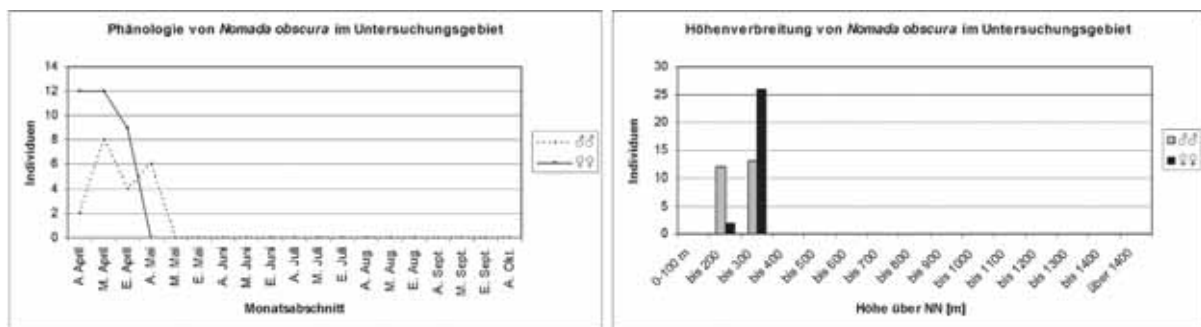 Phänologie von Nomada obscura im Untersuchungsgebiet
Individuen
14
12
10
8
6
4
2
0
A. April
M. April
E. April
A. Mai
M. Mai
E. Mai
A. Juni
M. Juni
E. Juni
A. Juli
M. Juli
E. Juli
A. Aug.
M. Aug.
E. Aug.
A. Sept.
M. Sept.
E. Sept.
A. Okt.
Monatsabschnitt
♂♂
♀♀
Höhenverbreitung von Nomada obscura im Untersuchungsgebiet
Individuen
30
25
20
15
10
5
0
0-100 m
bis 200
bis 300
bis 400
bis 500
bis 600
bis 700
bis 800
bis 900
bis 1000
bis 1100
bis 1200
bis 1300
bis 1400
über 1400
Höhe über NN [m]
♂♂
♀♀